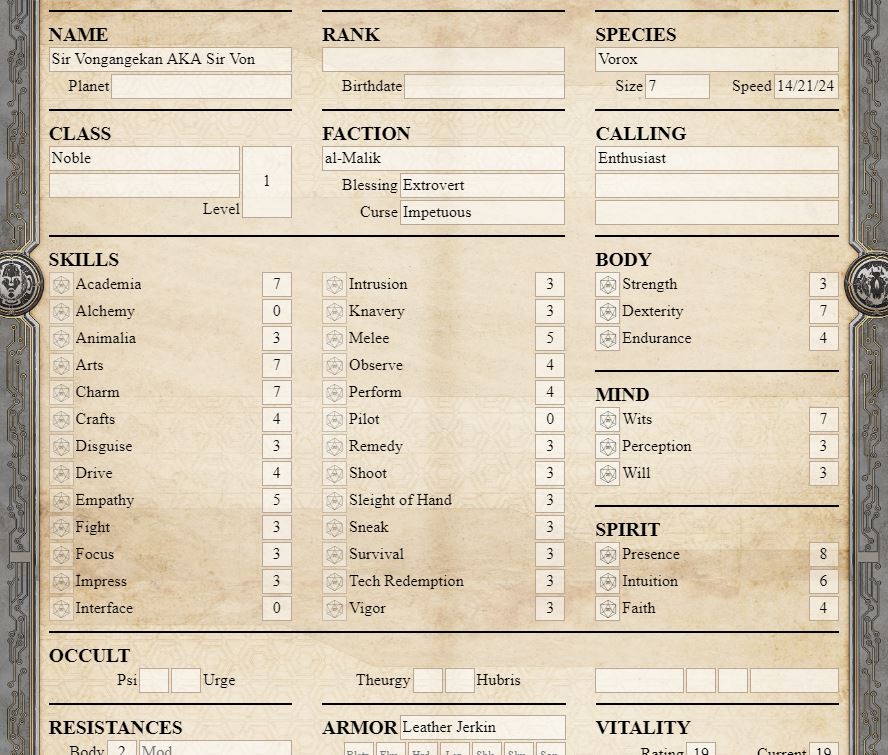 NAME RANK SPECIES
Sir Vongangekan AKA Sir Von Vorox
Planet Birthdate Size 7 Speed 14/21/24
CLASS FACTION CALLING
Noble al-Malik Enthusiast
1 Blessing Extrovert
Level Curse Impetuous
SKILLS BODY
Academia 7 Intrusion 3 Strength 3
Alchemy 0 Knavery 3 Dexterity 7
Animalia 3 Melee 5 Endurance 4
Arts 7 Observe 4
Charm 7 Perform 4 MIND
Crafts 4 Pilot 0 Wits 7
Disguise 3 Remedy 3 Perception 3
Drive 4 Shoot 3 Will 3
Empathy 5 Sleight of Hand 3
Fight 3 Sneak 3 SPIRIT
Focus 3 Survival 3 Presence 8
Impress 3 Tech Redemption 3 Intuition 6
Interface 0 Vigor 3 Faith 4
OCCULT
Psi Urge Theurgy Hubris
RESISTANCES ARMOR Leather Jerkin VITALITY
Body 2 Mod Rating 19 Current 19